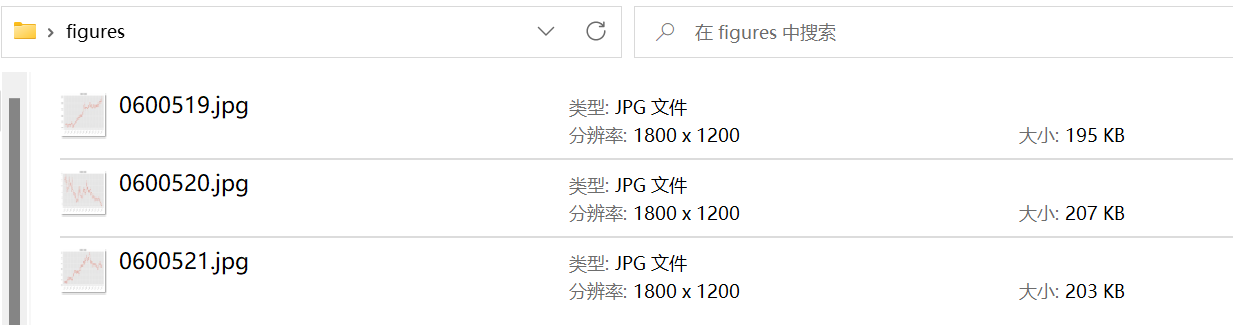 figures
在 figures 中搜索
0600519.jpg
类型: JPG 文件
分辨率: 1800 x 1200
大小: 195 KB
0600520.jpg
类型: JPG 文件
分辨率: 1800 x 1200
大小: 207 KB
0600521.jpg
类型: JPG 文件
分辨率: 1800 x 1200
大小: 203 KB